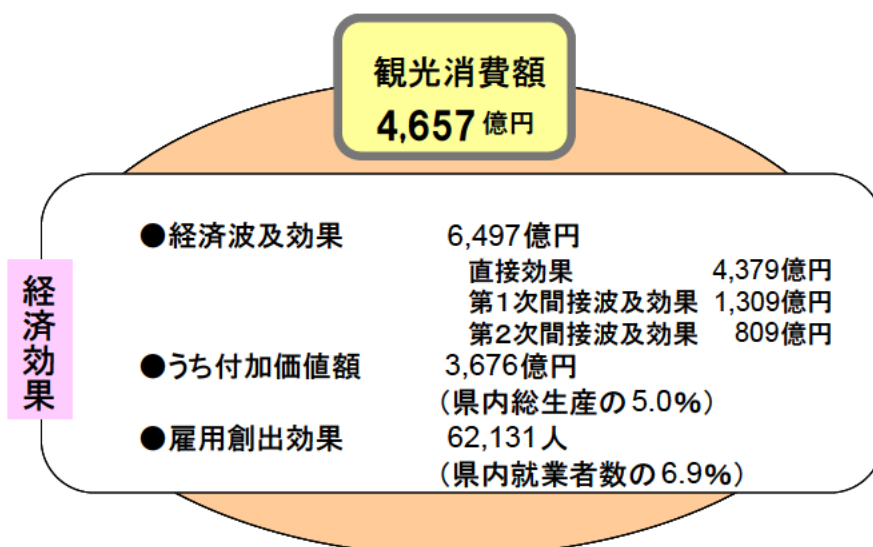 観光消費額
4,657億円
経済効果
●経済波及効果 6,497億円
直接効果 4,379億円
第1次間接波及効果 1,309億円
第2次間接波及効果 809億円
●うち付加価値額 3,676億円
(県内総生産の5.0%)
●雇用創出効果 62,131人
(県内就業者数の6.9%)